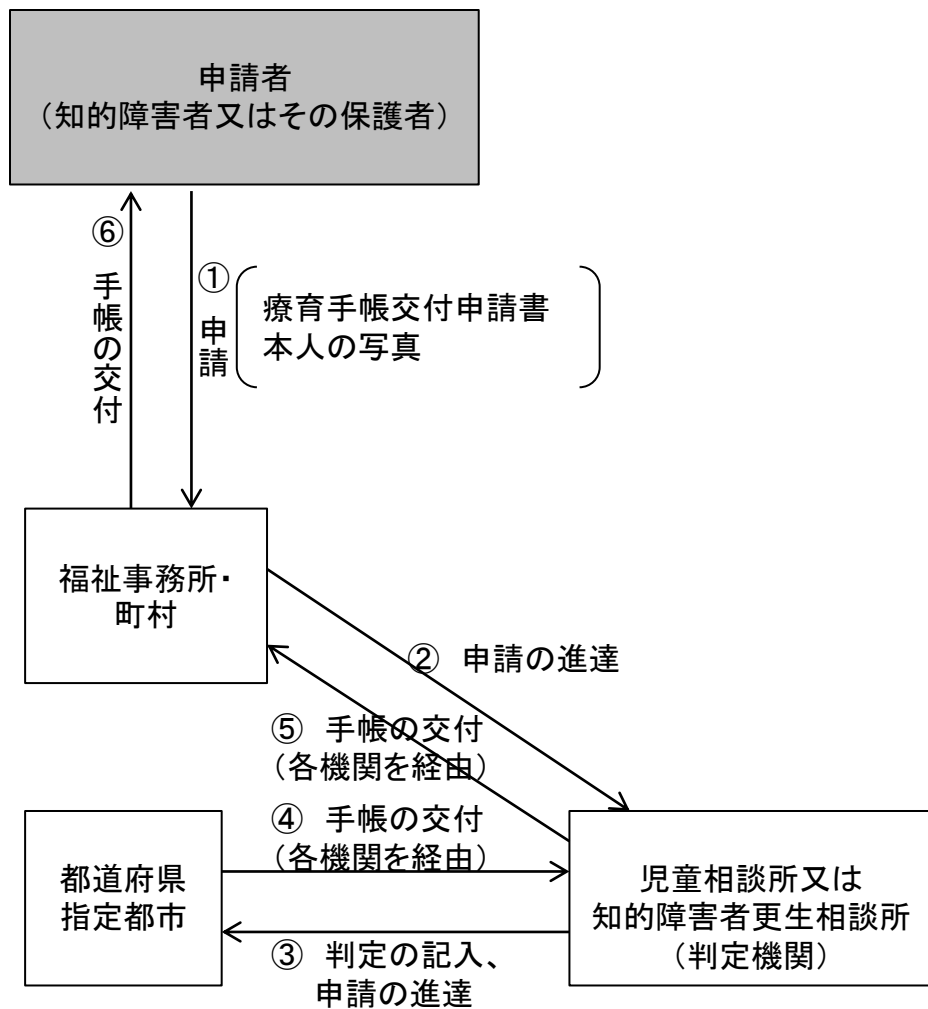 申請者
（知的障害者又はその保護者）
⑥ 手帳の交付
① 申請
療育手帳交付申請書
本人の写真
福祉事務所・
町村
② 申請の進達
⑤ 手帳の交付
（各機関を経由）
④ 手帳の交付
（各機関を経由）
都道府県
指定都市
児童相談所又は
知的障害者更生相談所
（判定機関）
③ 判定の記入、
申請の進達